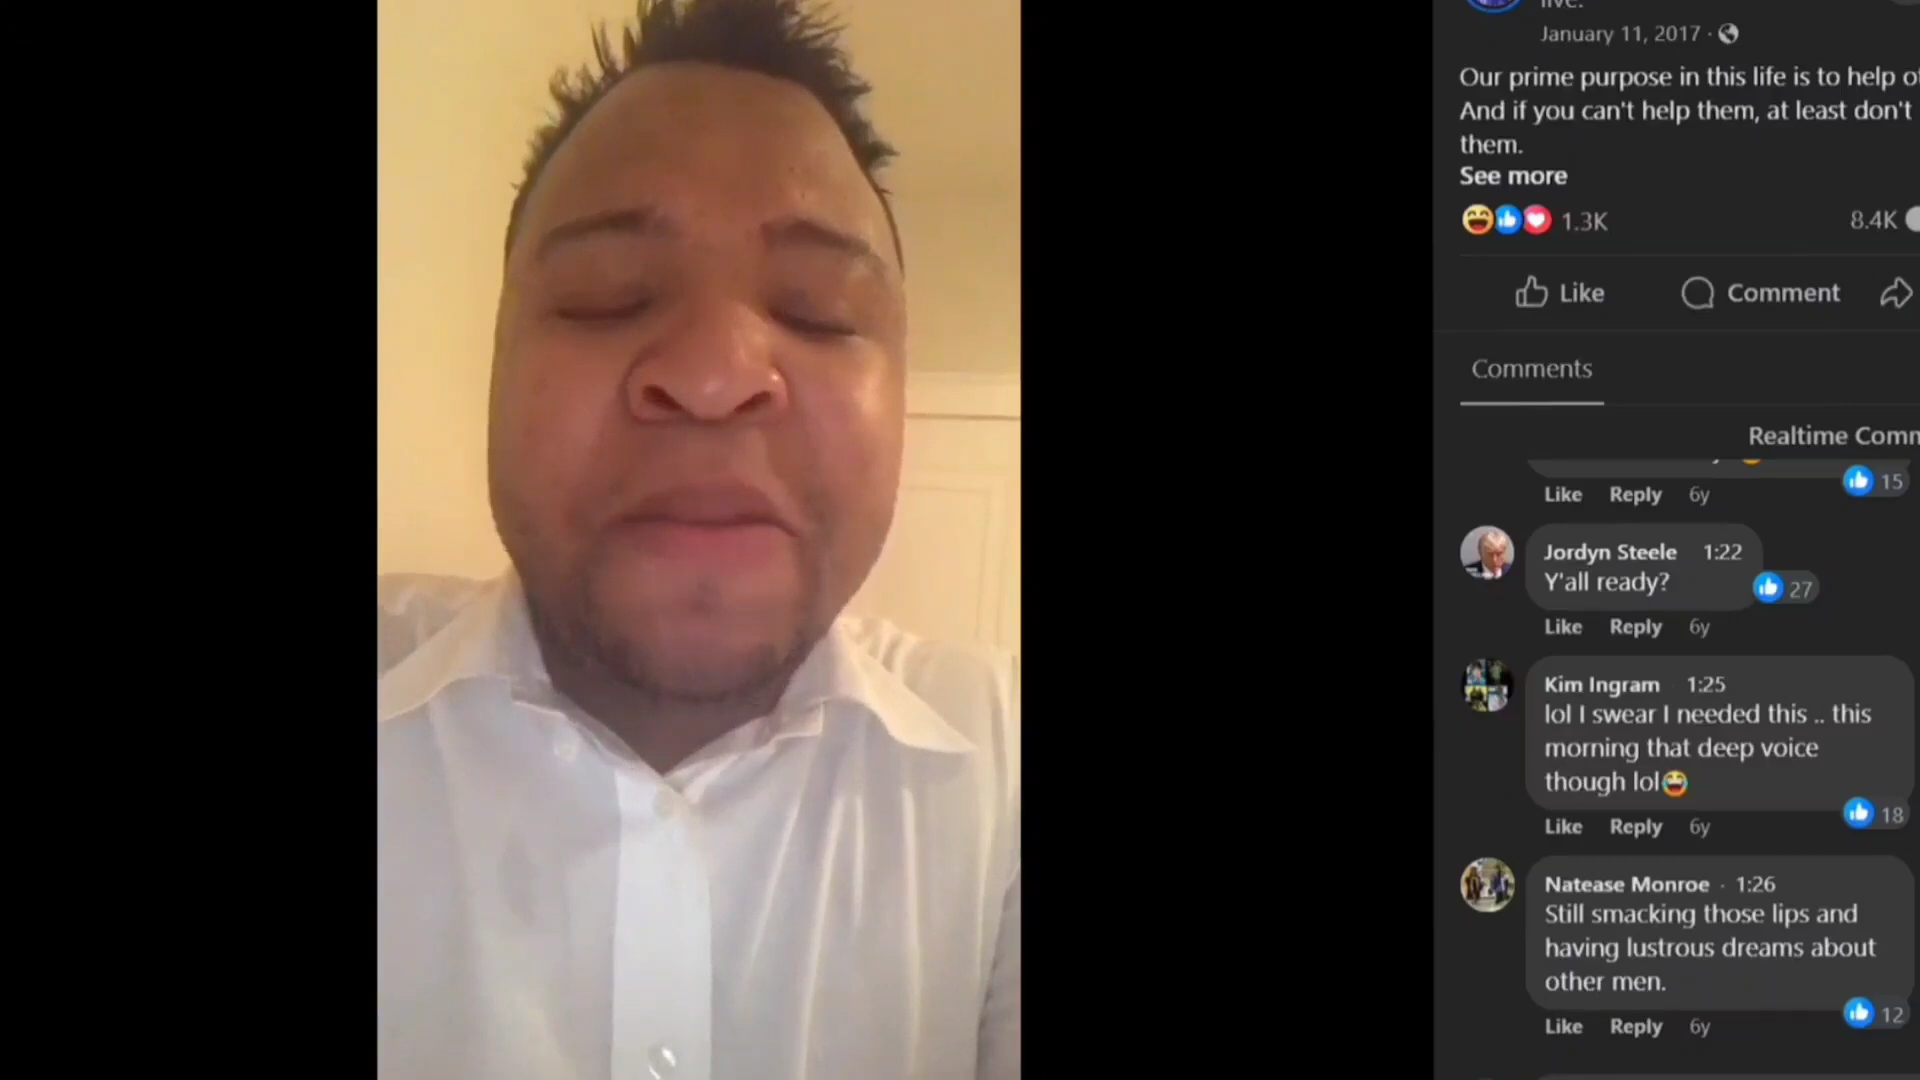 live.
January 11, 2017 ·
Our prime purpose in this life is to help
And if you can't help them, at least don't
them.
See more
1.3K 8.4K
Like Comment
Comments
Realtime
15
Like Reply 6y
Jordyn Steele 1:22
Y'all ready?
27
Like Reply 6y
Kim Ingram 1:25
lol I swear I needed this .. this
morning that deep voice
though lol😂
18
Like Reply 6y
Natease Monroe · 1:26
Still smacking those lips and
having lustrous dreams about
other men.
12
Like Reply 6y